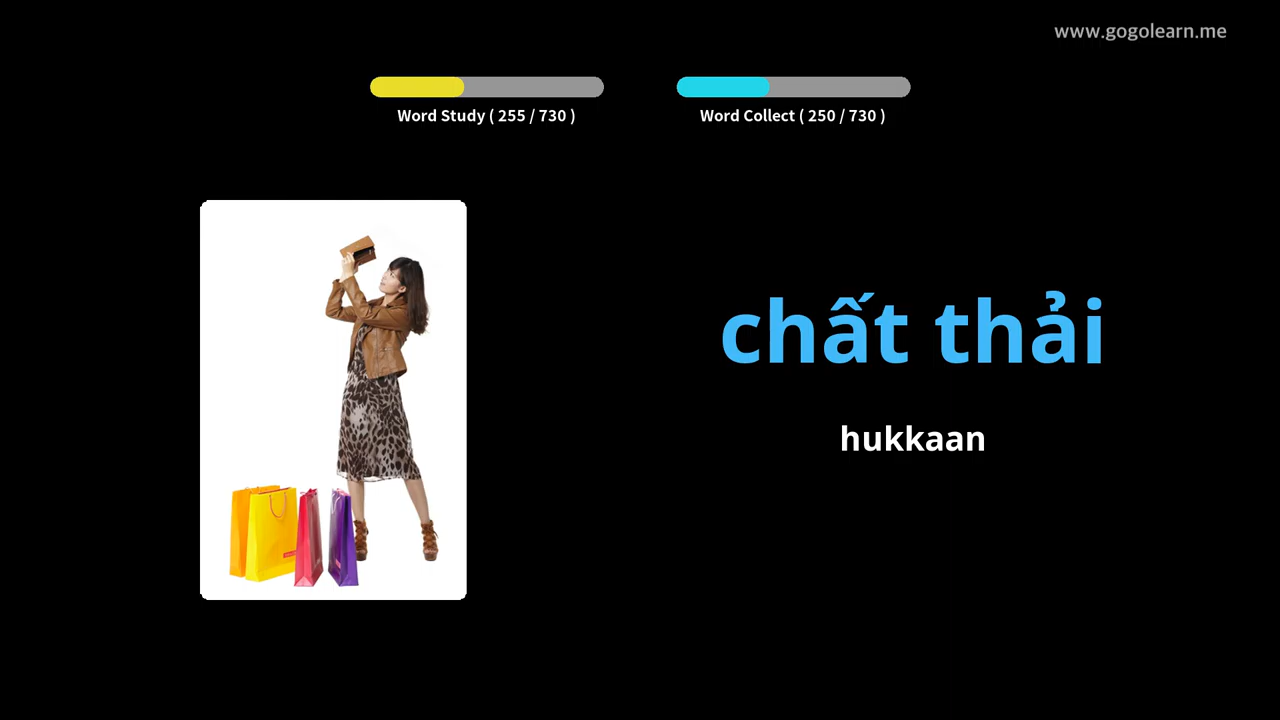 www.gogolearn.me
Word Study ( 255 / 730 )
Word Collect ( 250 / 730 )
chất thải
hukkaan